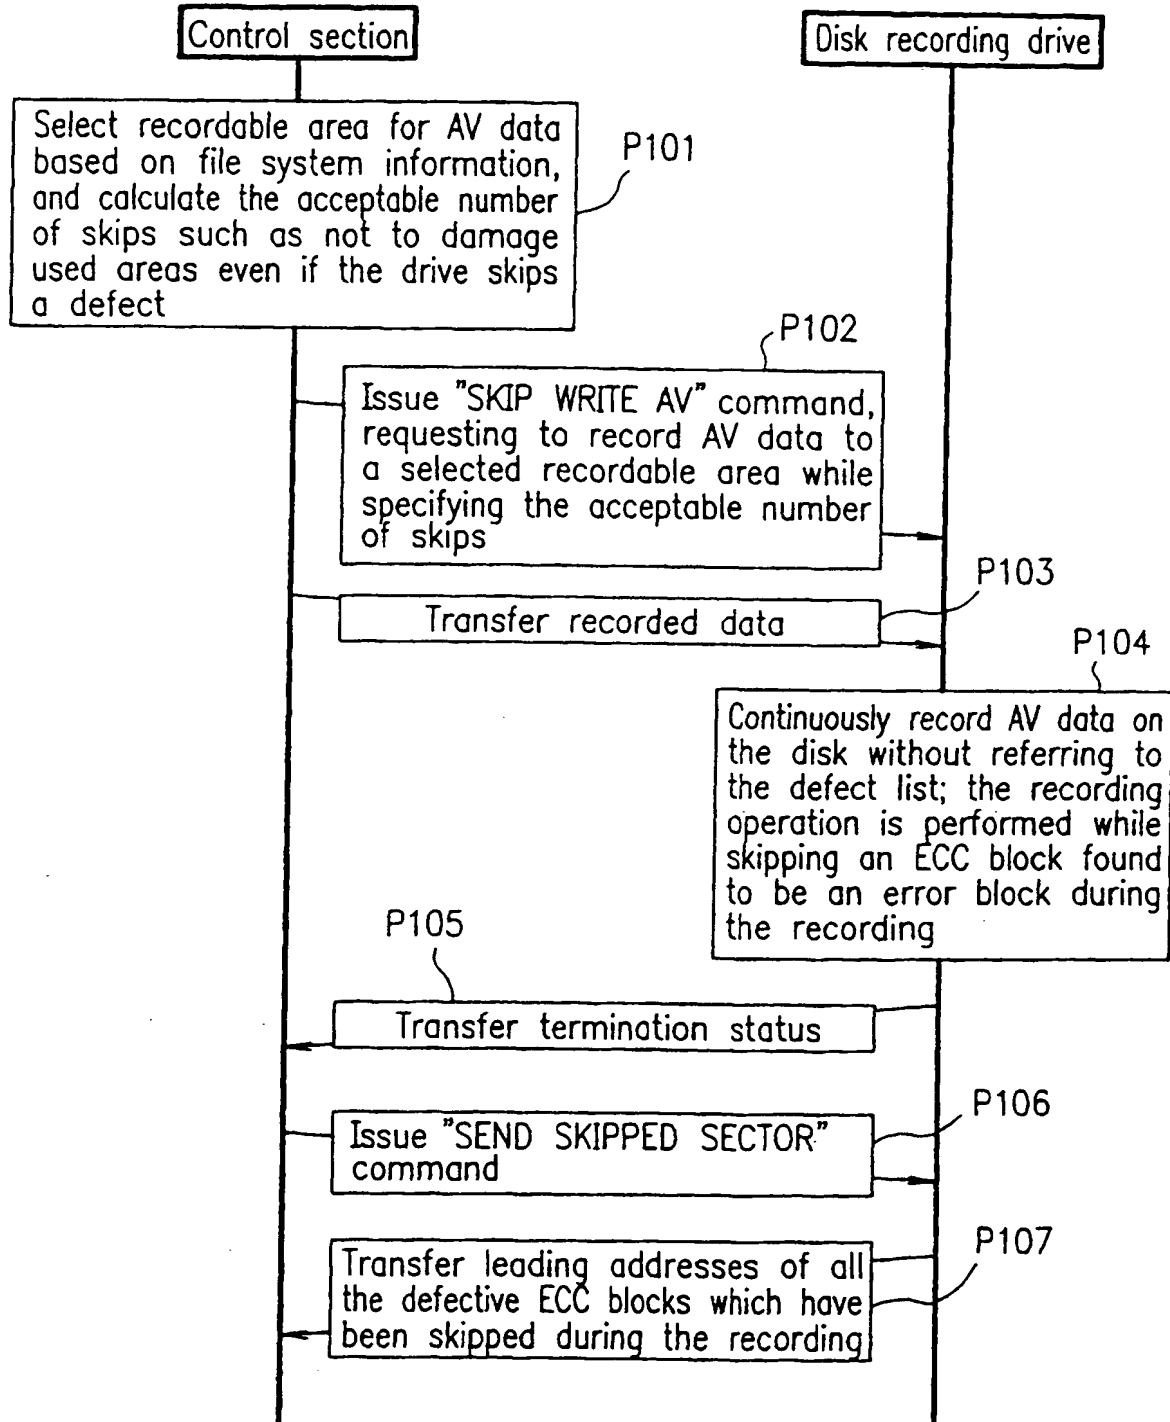 Control section
Disk recording drive
Select recordable area for AV data
based on file system information,
and calculate the acceptable number
of skips such as not to damage
used areas even if the drive skips
a defect
P101
P102
Issue "SKIP WRITE AV" command,
requesting to record AV data to
a selected recordable area while
specifying the acceptable number
of skips
P103
Transfer recorded data
P104
Continuously record AV data on
the disk without referring to
the defect list; the recording
operation is performed while
skipping an ECC block found
to be an error block during
the recording
P105
Transfer termination status
P106
Issue "SEND SKIPPED SECTOR"
command
P107
Transfer leading addresses of all
the defective ECC blocks which have
been skipped during the recording